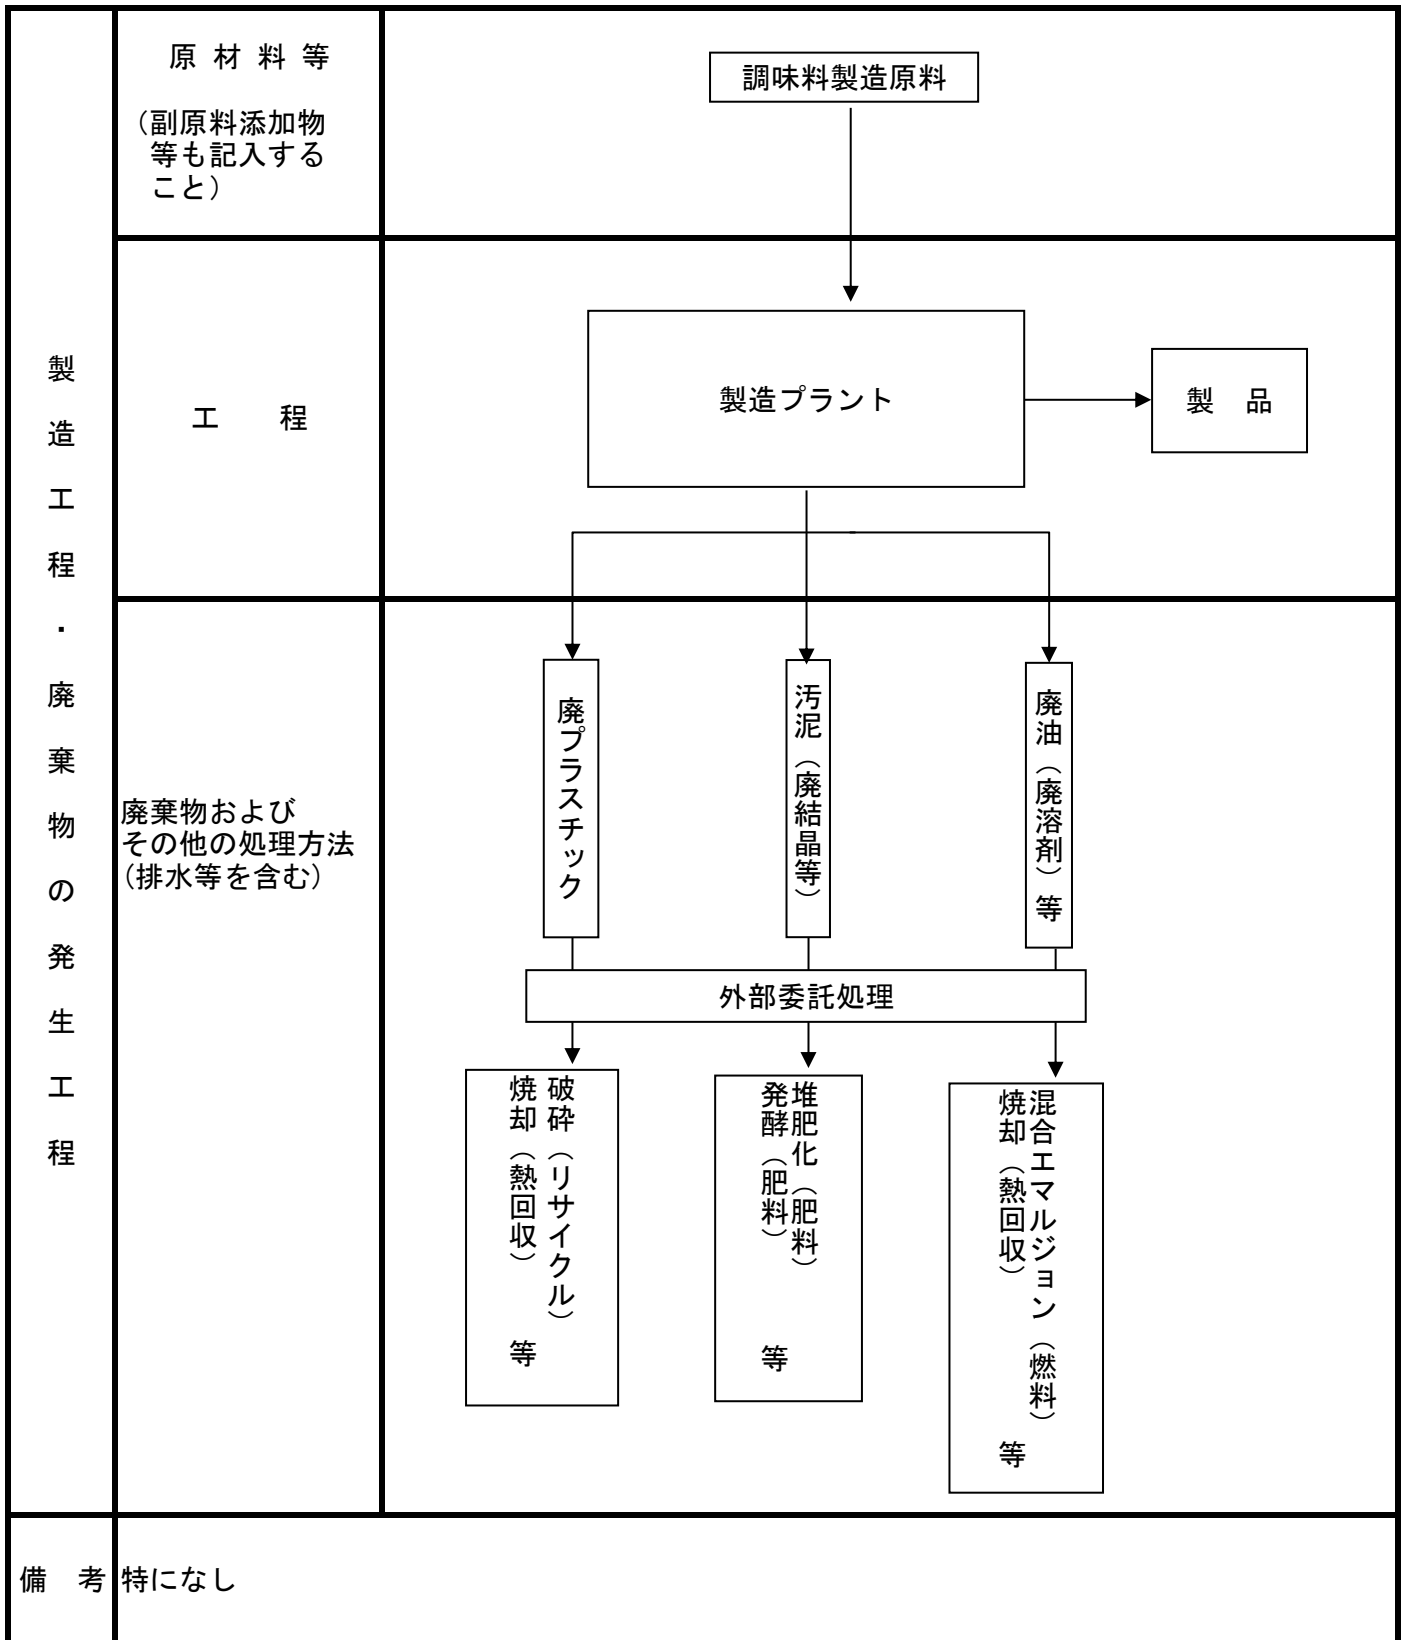 製造工程・廃棄物の発生工程
原材料等
(副原料添加物
等も記入する
こと)
調味料製造原料
工　程
製造プラント
製　品
廃棄物および
その他の処理方法
(排水等を含む)
廃プラスチック
汚泥(廃結晶等)
廃油(廃溶剤)等
外部委託処理
破砕(リサイクル)
焼却(熱回収)　等
堆肥化(肥料)
発酵(肥料)　等
混合エマルジョン(燃料)
焼却(熱回収)　等
備　考
特になし